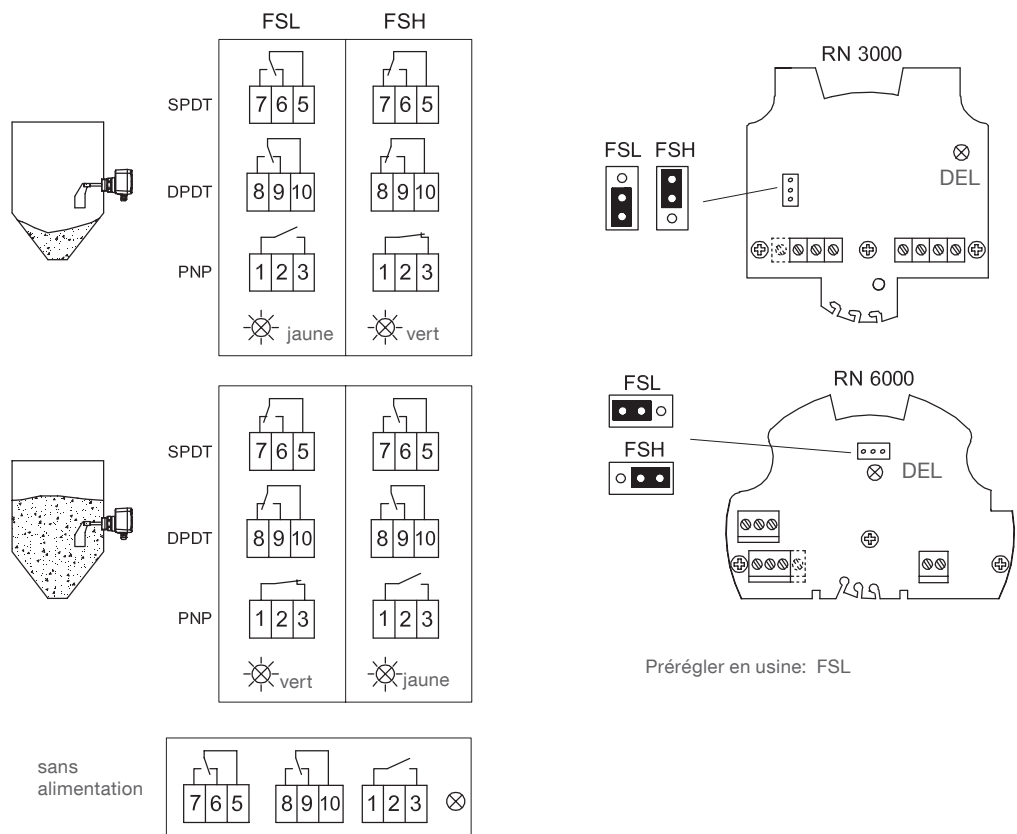 FSL FSH
SPDT 7 6 5 7 6 5
DPDT 8 9 10 8 9 10
PNP 1 2 3 1 2 3
jaune vert
SPDT 7 6 5 7 6 5
DPDT 8 9 10 8 9 10
PNP 1 2 3 1 2 3
vert jaune
sans
alimentation
7 6 5 8 9 10 1 2 3
RN 3000
FSL FSH
DEL
RN 6000
FSL
FSH
DEL
Prérégler en usine: FSL